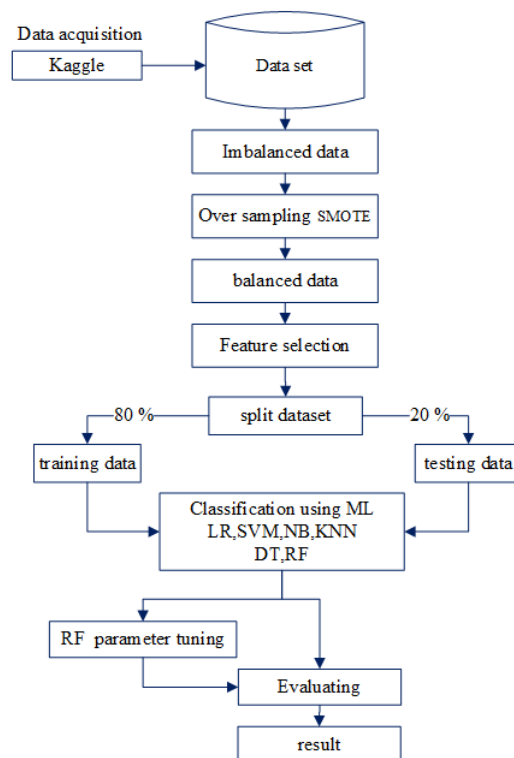 Data acquisition
Kaggle
Data set
Imbalanced data
Over sampling SMOTE
balanced data
Feature selection
80 %
split dataset
20 %
training data
testing data
Classification using ML
LR,SVM,NB,KNN
DT,RF
RF parameter tuning
Evaluating
result